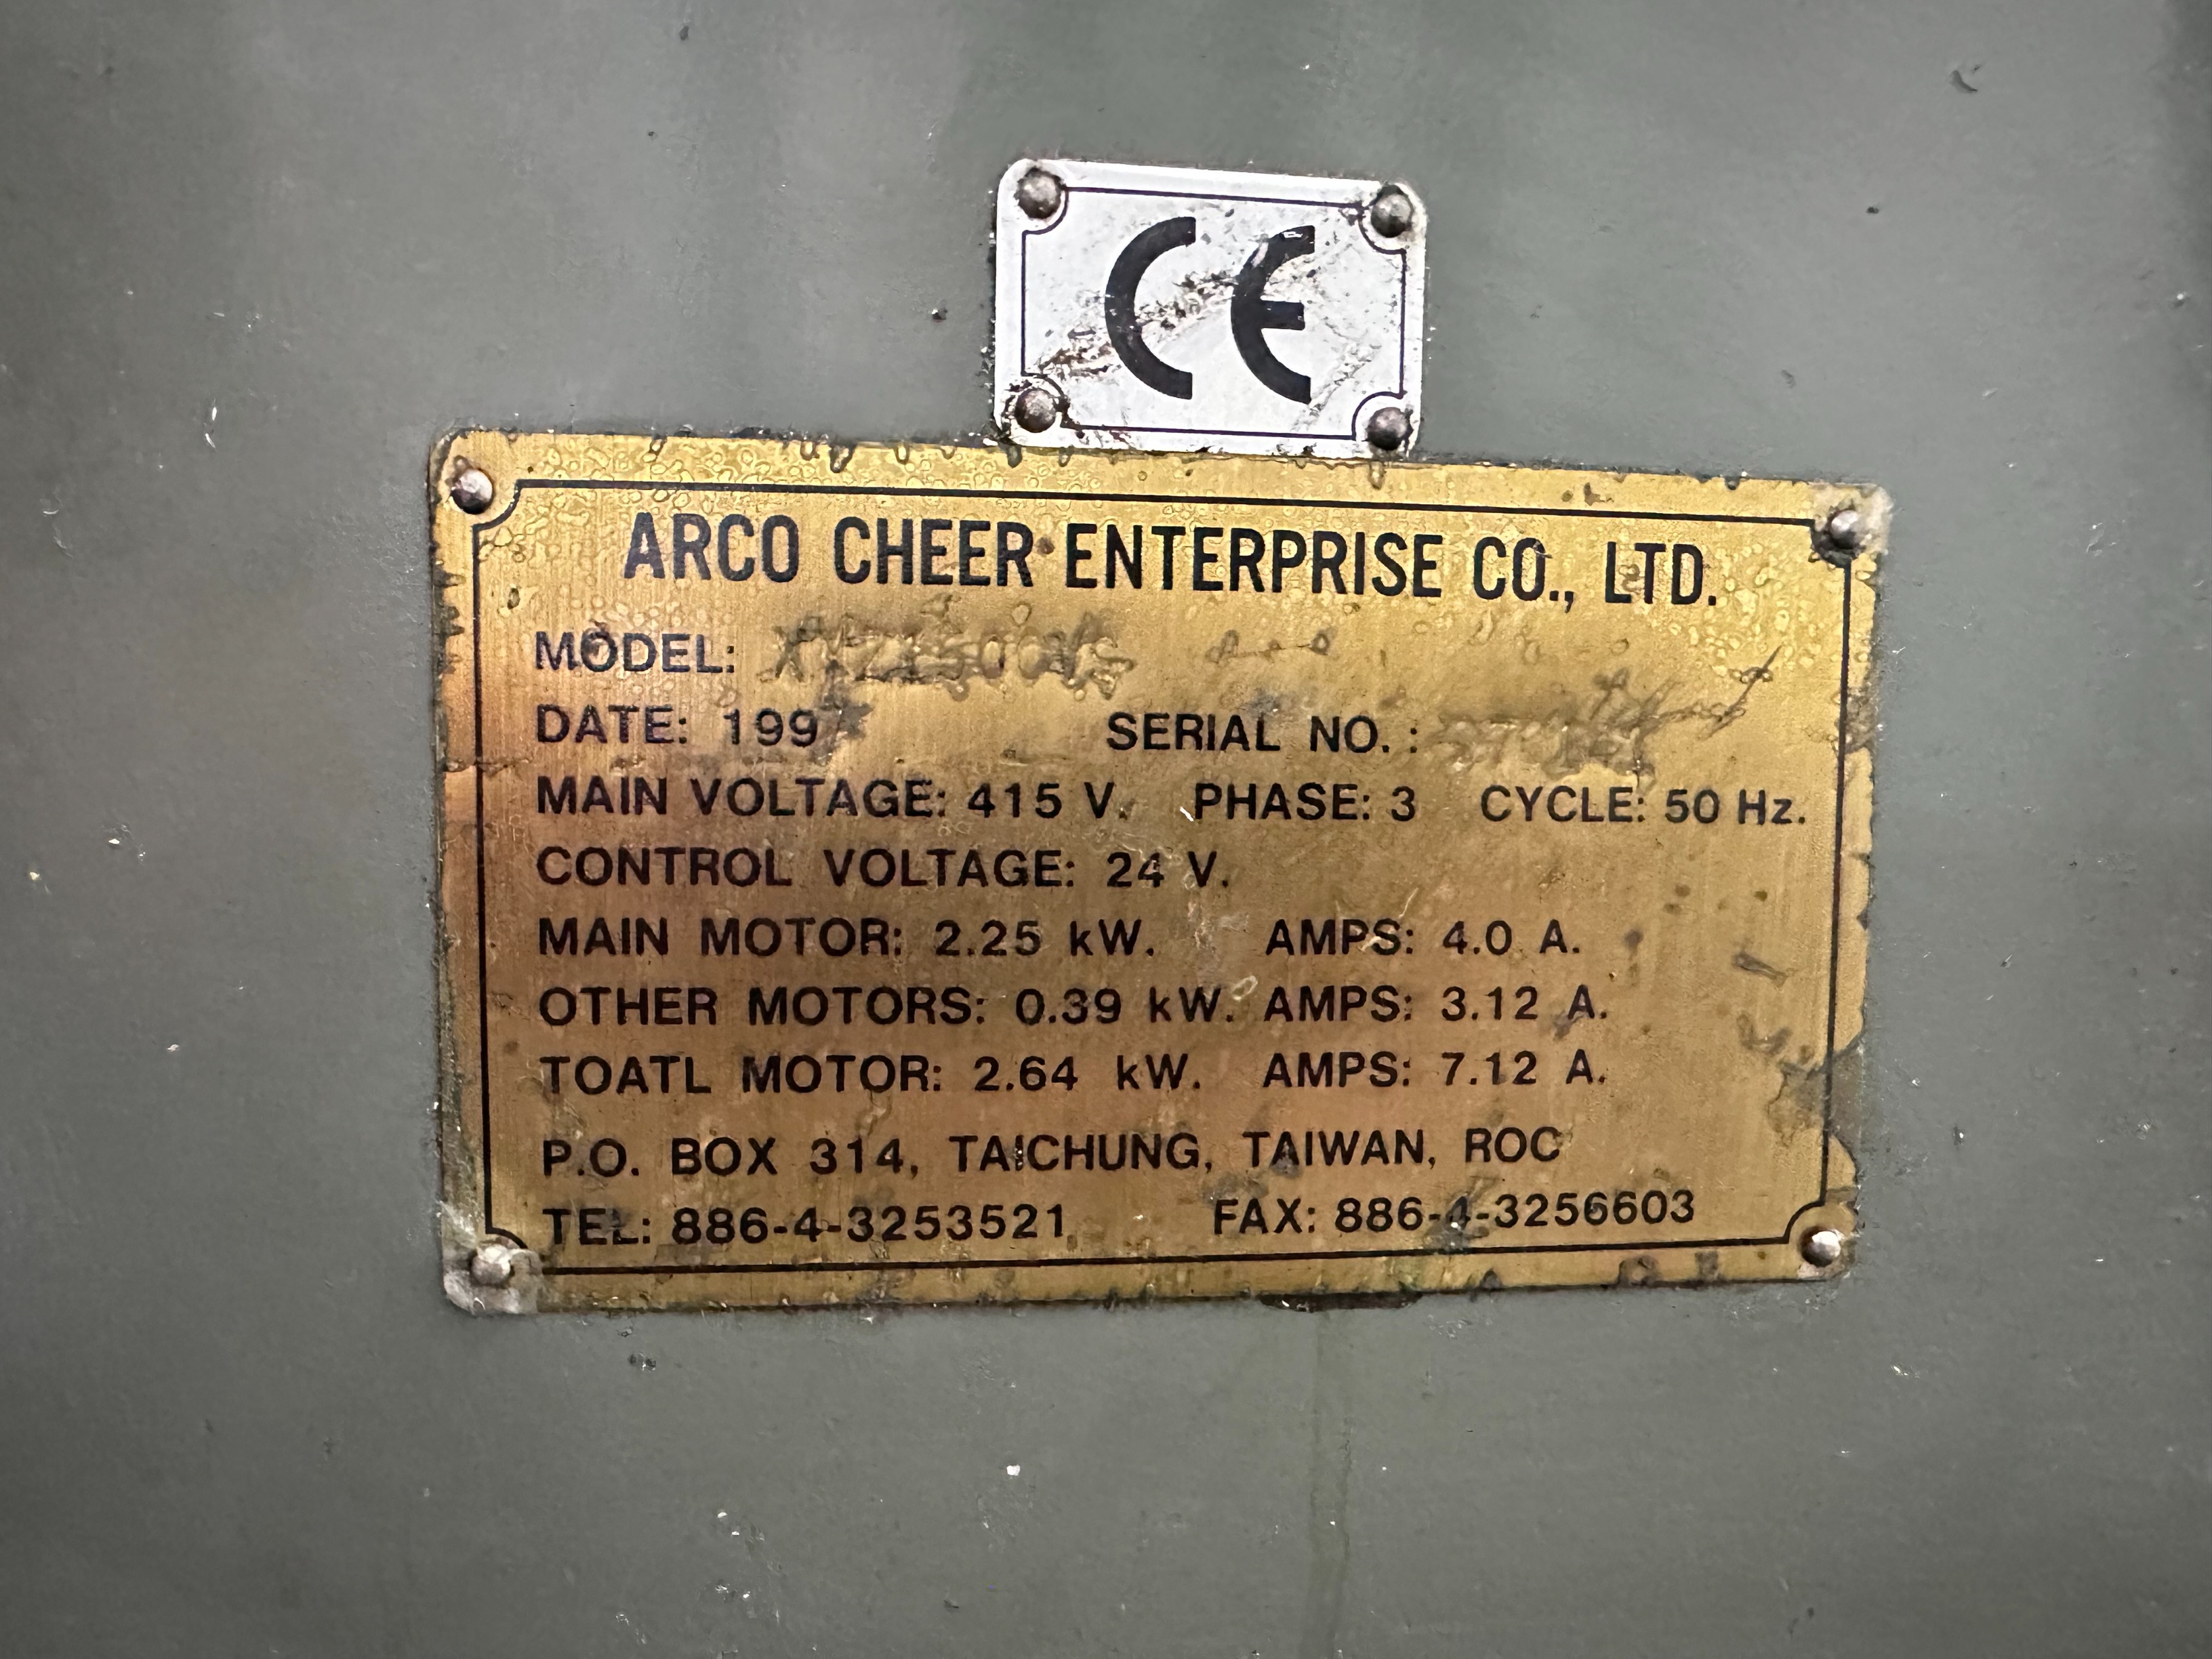 CE
ARCO CHEER ENTERPRISE CO., LTD.
MODEL:
DATE: 199 SERIAL NO. :
MAIN VOLTAGE: 415 V. PHASE: 3 CYCLE: 50 Hz.
CONTROL VOLTAGE: 24 V.
MAIN MOTOR: 2.25 kW. AMPS: 4.0 A.
OTHER MOTORS: 0.39 kW. AMPS: 3.12 A.
TOATL MOTOR: 2.64 kW. AMPS: 7.12 A.
P.O. BOX 314, TAICHUNG, TAIWAN, ROC
TEL: 886-4-3253521 FAX: 886-4-3256603